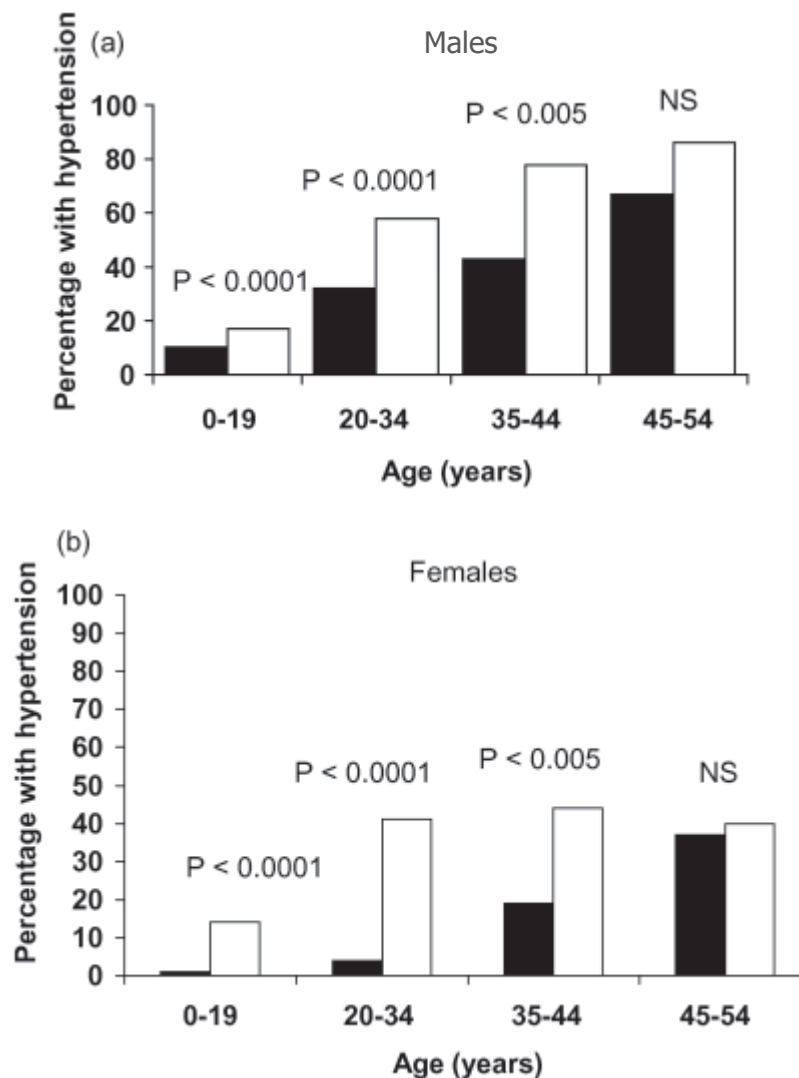 (a)
Males
Percentage with hypertension
100
80
60
40
20
0
P < 0.0001
P < 0.0001
P < 0.005
NS
0-19 20-34 35-44 45-54
Age (years)
(b)
Females
Percentage with hypertension
100
90
80
70
60
50
40
30
20
10
0
P < 0.0001
P < 0.0001
P < 0.005
NS
0-19 20-34 35-44 45-54
Age (years)